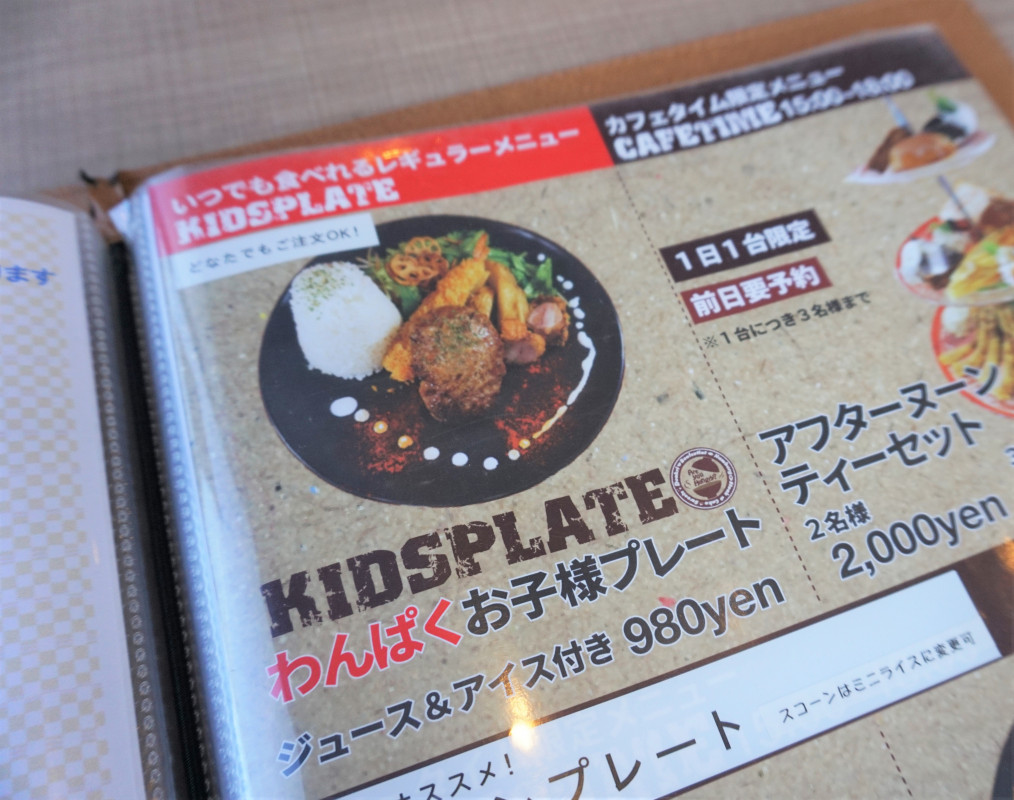 いつでも食べれるレギュラーメニュー
KIDSPLATE
どなたでもご注文OK!
カフェタイム限定メニュー
CAFETIME 15:00~18:00
1日1台限定
前日要予約
※1台につき3名様まで
KIDSPLATE
わんぱくお子様プレート
ジュース&アイス付き 980yen
アフターヌーン
ティーセット
2名様
2,000yen
オススメ!
プレート
スコーンはミニライスに変更可
ます